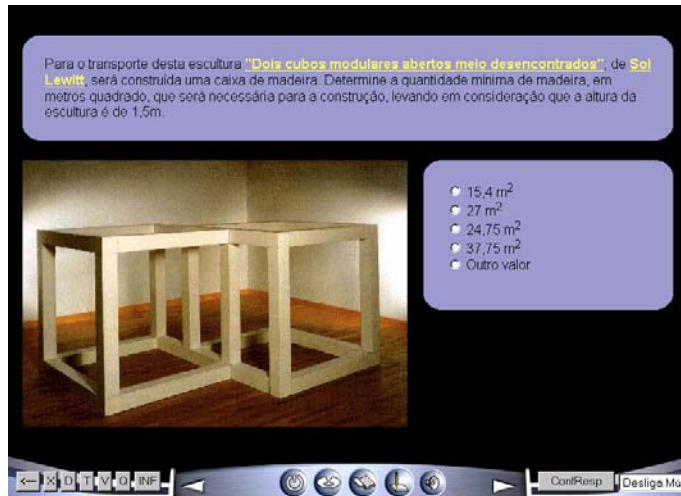 Para o transporte desta escultura "Dois cubos modulares abertos meio desencontrados", de Sol
Lewitt, será construída uma caixa de madeira. Determine a quantidade mínima de madeira, em
metros quadrado, que será necessária para a construção, levando em consideração que a altura da
escultura é de 1,5m.
15,4 m²
27 m²
24,75 m²
37,75 m²
Outro valor
<--- X D T V Q INF ConfResp Desliga Mú